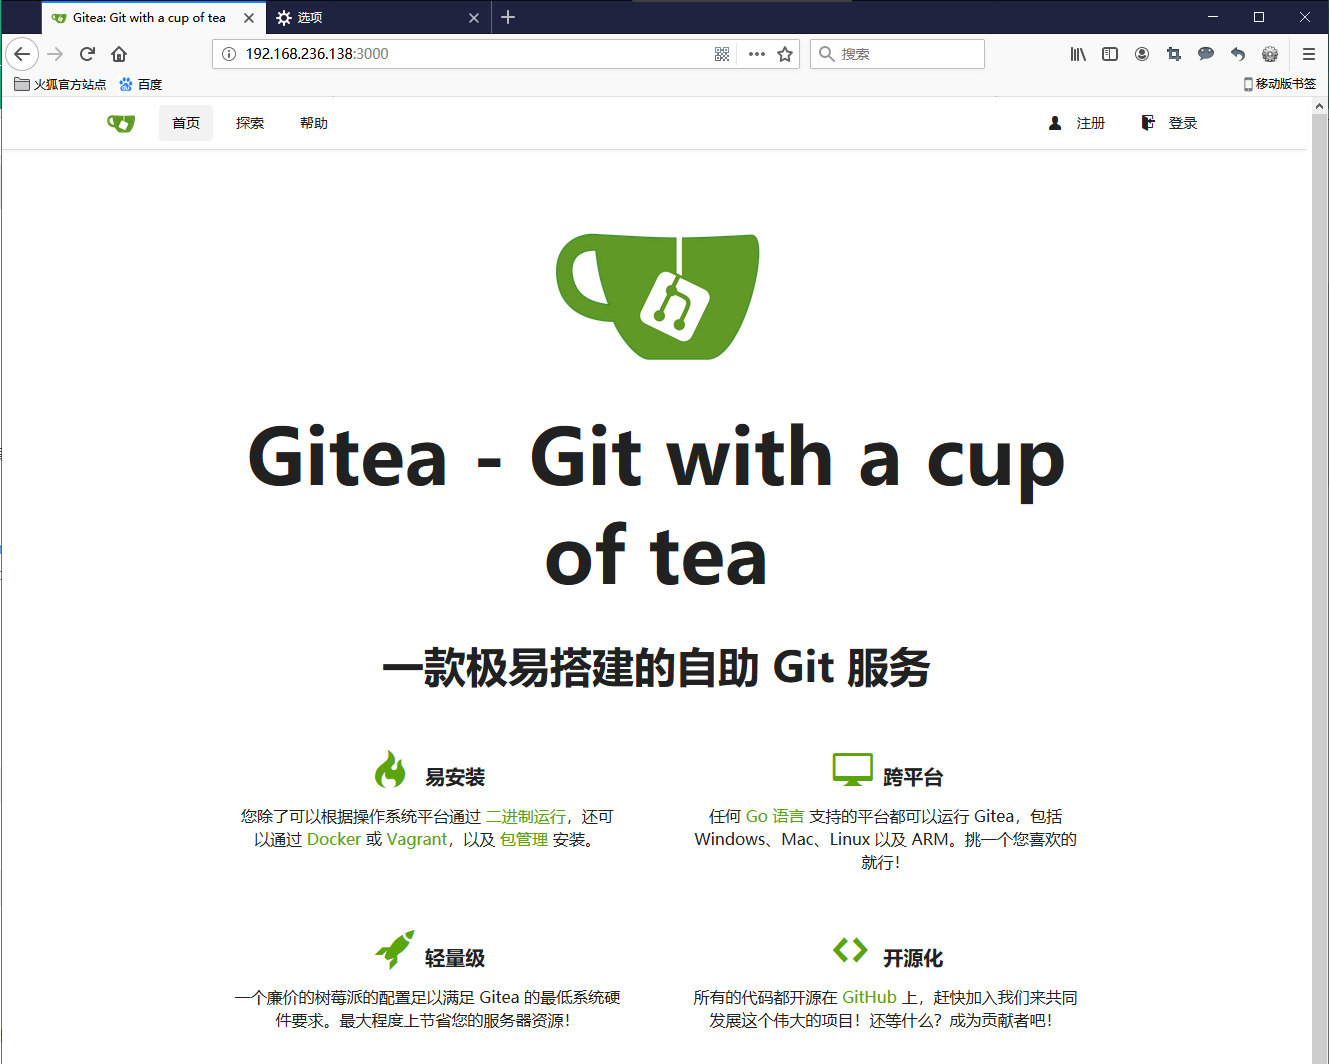 Gitea: Git with a cup of tea
选项
192.168.236.138:3000
搜索
火狐官方站点
百度
移动版书签
首页
探索
帮助
注册
登录
Gitea - Git with a cup
of tea
一款极易搭建的自助 Git 服务
易安装
您除了可以根据操作系统平台通过 二进制运行，还可
以通过 Docker 或 Vagrant，以及 包管理 安装。
跨平台
任何 Go 语言 支持的平台都可以运行 Gitea，包括
Windows、Mac、Linux 以及 ARM。挑一个您喜欢的
就行！
轻量级
一个廉价的树莓派的配置足以满足 Gitea 的最低系统硬
件要求。最大程度上节省您的服务器资源！
开源化
所有的代码都开源在 GitHub 上，赶快加入我们来共同
发展这个伟大的项目！还等什么？成为贡献者吧！